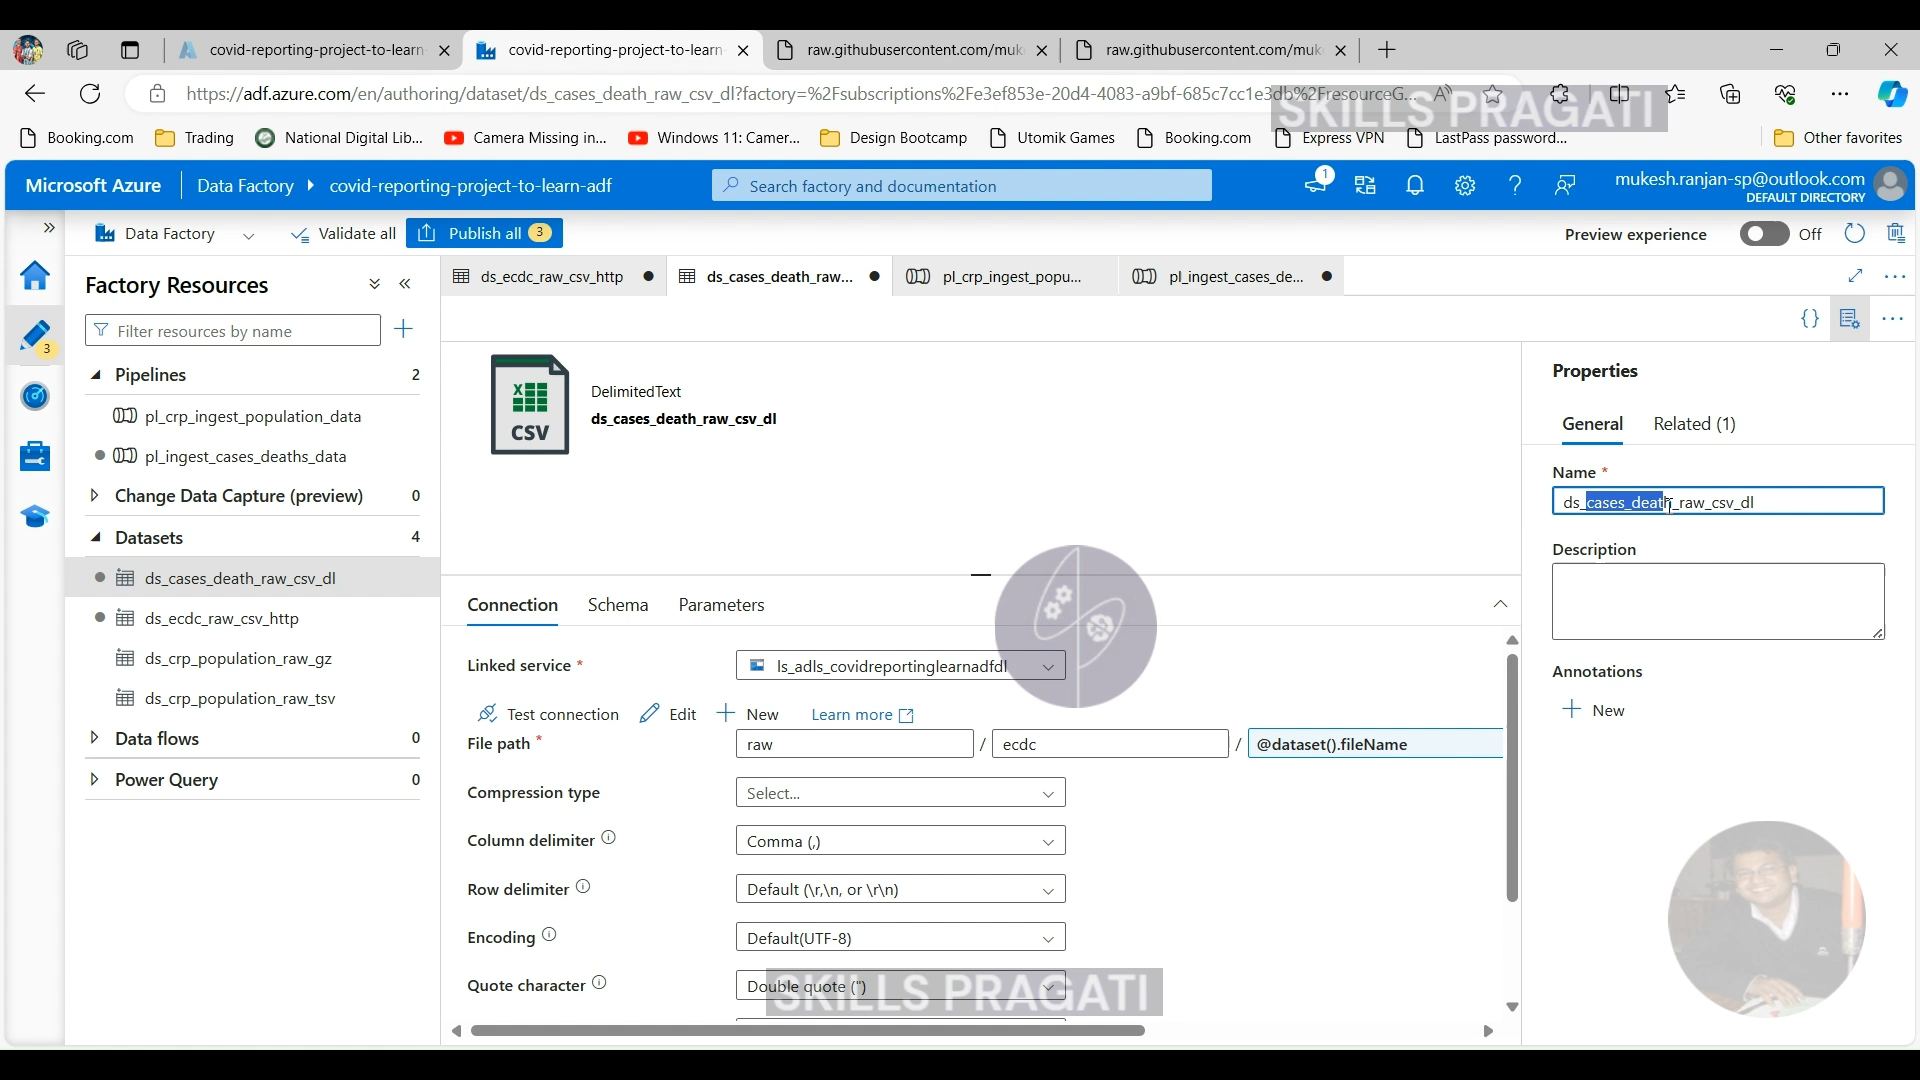 covid-reporting-project-to-learn
covid-reporting-project-to-learn
raw.githubusercontent.com/muk
raw.githubusercontent.com/muk
https://adf.azure.com/en/authoring/dataset/ds_cases_death_raw_csv_dl?factory=%2Fsubscriptions%2Fe3ef853e-20d4-4083-a9bf-685c7cc1e3db%2FresourceG...
SKILLS PRAGATI
Booking.com
Trading
National Digital Lib...
Camera Missing in...
Windows 11: Camer...
Design Bootcamp
Utomik Games
Booking.com
Express VPN
LastPass password...
Other favorites
Microsoft Azure
Data Factory
covid-reporting-project-to-learn-adf
Search factory and documentation
1
mukesh.ranjan-sp@outlook.com
DEFAULT DIRECTORY
Data Factory
Validate all
Publish all 3
Preview experience
Off
Factory Resources
ds_ecdc_raw_csv_http
ds_cases_death_raw...
pl_crp_ingest_popu...
pl_ingest_cases_de...
Filter resources by name
3
Pipelines 2
pl_crp_ingest_population_data
pl_ingest_cases_deaths_data
Change Data Capture (preview) 0
Datasets 4
ds_cases_death_raw_csv_dl
ds_ecdc_raw_csv_http
ds_crp_population_raw_gz
ds_crp_population_raw_tsv
Data flows 0
Power Query 0
CSV
DelimitedText
ds_cases_death_raw_csv_dl
Connection
Schema
Parameters
Linked service *
ls_adls_covidreportinglearnadfdl
Test connection
Edit
New
Learn more
File path *
raw / ecdc / @dataset().fileName
Compression type
Select...
Column delimiter
Comma (,)
Row delimiter
Default (\r,\n, or \r\n)
Encoding
Default(UTF-8)
Quote character
Double quote (")
SKILLS PRAGATI
Properties
General
Related (1)
Name *
ds_cases_death_raw_csv_dl
Description
Annotations
New